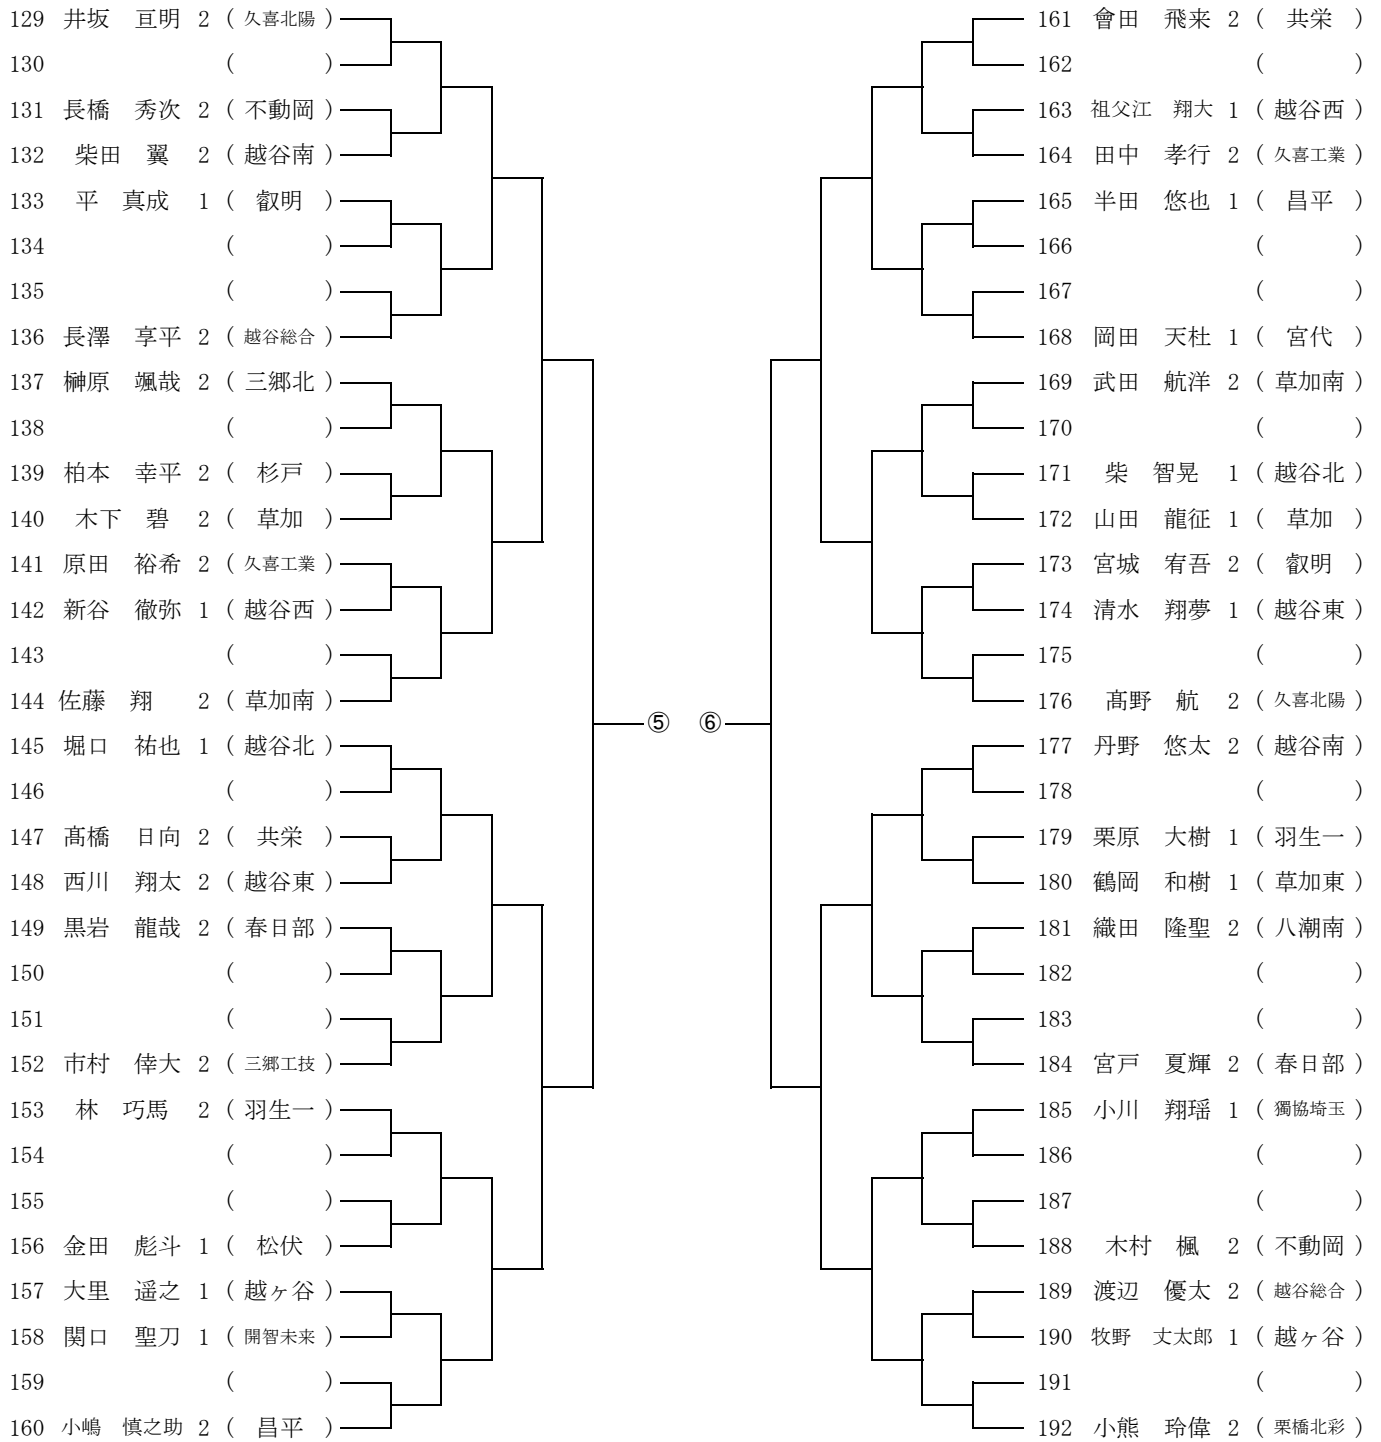 129 井坂 亘明 2 ( 久喜北陽 )
130 ( )
131 長橋 秀次 2 ( 不動岡 )
132 柴田 翼 2 ( 越谷南 )
133 平 真成 1 ( 叡明 )
134 ( )
135 ( )
136 長澤 享平 2 ( 越谷総合 )
137 榊原 颯哉 2 ( 三郷北 )
138 ( )
139 柏本 幸平 2 ( 杉戸 )
140 木下 碧 2 ( 草加 )
141 原田 裕希 2 ( 久喜工業 )
142 新谷 徹弥 1 ( 越谷西 )
143 ( )
144 佐藤 翔 2 ( 草加南 )
145 堀口 祐也 1 ( 越谷北 )
146 ( )
147 髙橋 日向 2 ( 共栄 )
148 西川 翔太 2 ( 越谷東 )
149 黒岩 龍哉 2 ( 春日部 )
150 ( )
151 ( )
152 市村 倖大 2 ( 三郷工技 )
153 林 巧馬 2 ( 羽生一 )
154 ( )
155 ( )
156 金田 彪斗 1 ( 松伏 )
157 大里 遥之 1 ( 越ヶ谷 )
158 関口 聖刀 1 ( 開智未来 )
159 ( )
160 小嶋 慎之助 2 ( 昌平 )
⑤ ⑥
161 會田 飛来 2 ( 共栄 )
162 ( )
163 祖父江 翔大 1 ( 越谷西 )
164 田中 孝行 2 ( 久喜工業 )
165 半田 悠也 1 ( 昌平 )
166 ( )
167 ( )
168 岡田 天杜 1 ( 宮代 )
169 武田 航洋 2 ( 草加南 )
170 ( )
171 柴 智晃 1 ( 越谷北 )
172 山田 龍征 1 ( 草加 )
173 宮城 宥吾 2 ( 叡明 )
174 清水 翔夢 1 ( 越谷東 )
175 ( )
176 髙野 航 2 ( 久喜北陽 )
177 丹野 悠太 2 ( 越谷南 )
178 ( )
179 栗原 大樹 1 ( 羽生一 )
180 鶴岡 和樹 1 ( 草加東 )
181 織田 隆聖 2 ( 八潮南 )
182 ( )
183 ( )
184 宮戸 夏輝 2 ( 春日部 )
185 小川 翔瑶 1 ( 獨協埼玉 )
186 ( )
187 ( )
188 木村 楓 2 ( 不動岡 )
189 渡辺 優太 2 ( 越谷総合 )
190 牧野 丈太郎 1 ( 越ヶ谷 )
191 ( )
192 小熊 玲偉 2 ( 栗橋北彩 )